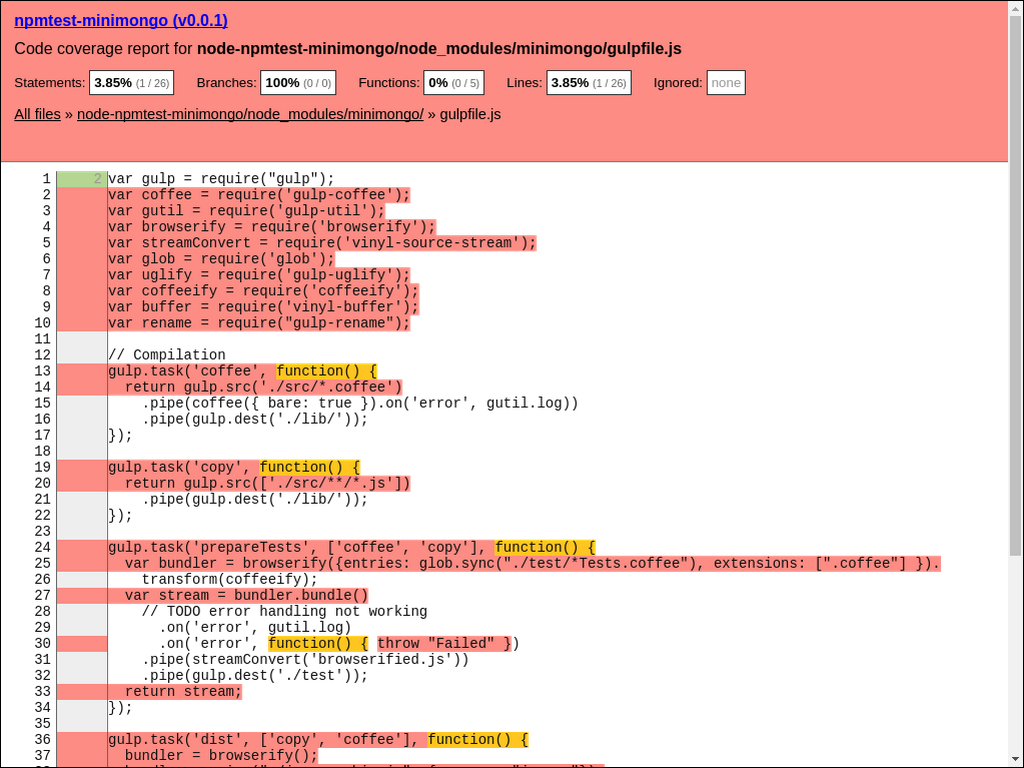 npmtest-minimongo (v0.0.1)
Code coverage report for node-npmtest-minimongo/node_modules/minimongo/gulpfile.js
Statements: 3.85% (1 / 26) Branches: 100% (0 / 0) Functions: 0% (0 / 5) Lines: 3.85% (1 / 26) Ignored: none
All files » node-npmtest-minimongo/node_modules/minimongo/ » gulpfile.js
1 2 var gulp = require("gulp");
2 var coffee = require('gulp-coffee');
3 var gutil = require('gulp-util');
4 var browserify = require('browserify');
5 var streamConvert = require('vinyl-source-stream');
6 var glob = require('glob');
7 var uglify = require('gulp-uglify');
8 var coffeeify = require('coffeeify');
9 var buffer = require('vinyl-buffer');
10 var rename = require("gulp-rename");
11
12 // Compilation
13 gulp.task('coffee', function() {
14   return gulp.src('./src/*.coffee')
15     .pipe(coffee({ bare: true }).on('error', gutil.log))
16     .pipe(gulp.dest('./lib/'));
17 });
18
19 gulp.task('copy', function() {
20   return gulp.src(['./src/**/*.js'])
21     .pipe(gulp.dest('./lib/'));
22 });
23
24 gulp.task('prepareTests', ['coffee', 'copy'], function() {
25   var bundler = browserify({entries: glob.sync("./test/*Tests.coffee"), extensions: [".coffee"] }).
26     transform(coffeeify);
27   var stream = bundler.bundle()
28     // TODO error handling not working
29       .on('error', gutil.log)
30       .on('error', function() { throw "Failed" })
31     .pipe(streamConvert('browserified.js'))
32     .pipe(gulp.dest('./test'));
33   return stream;
34 });
35
36 gulp.task('dist', ['copy', 'coffee'], function() {
37   bundler = browserify();